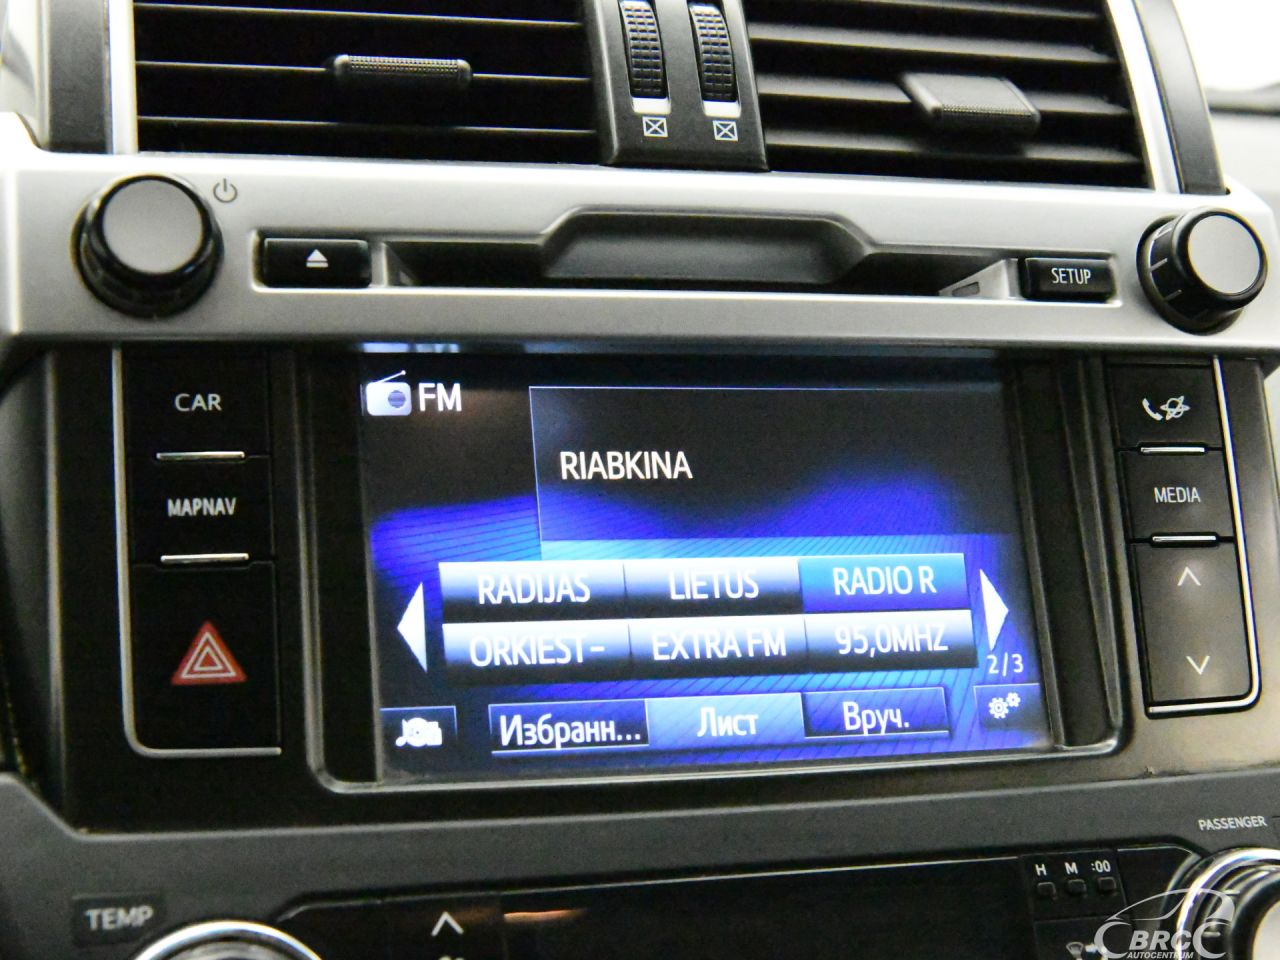 SETUP
CAR
FM
RIABKINA
MAPNAV
MEDIA
RADIJAS
LIETUS
RADIO R
ORKIEST-
EXTRA FM
95,0MHZ
2/3
Избранн...
Лист
Вруч.
PASSENGER
H M :00
TEMP
BRC
AUTOCENTRUM